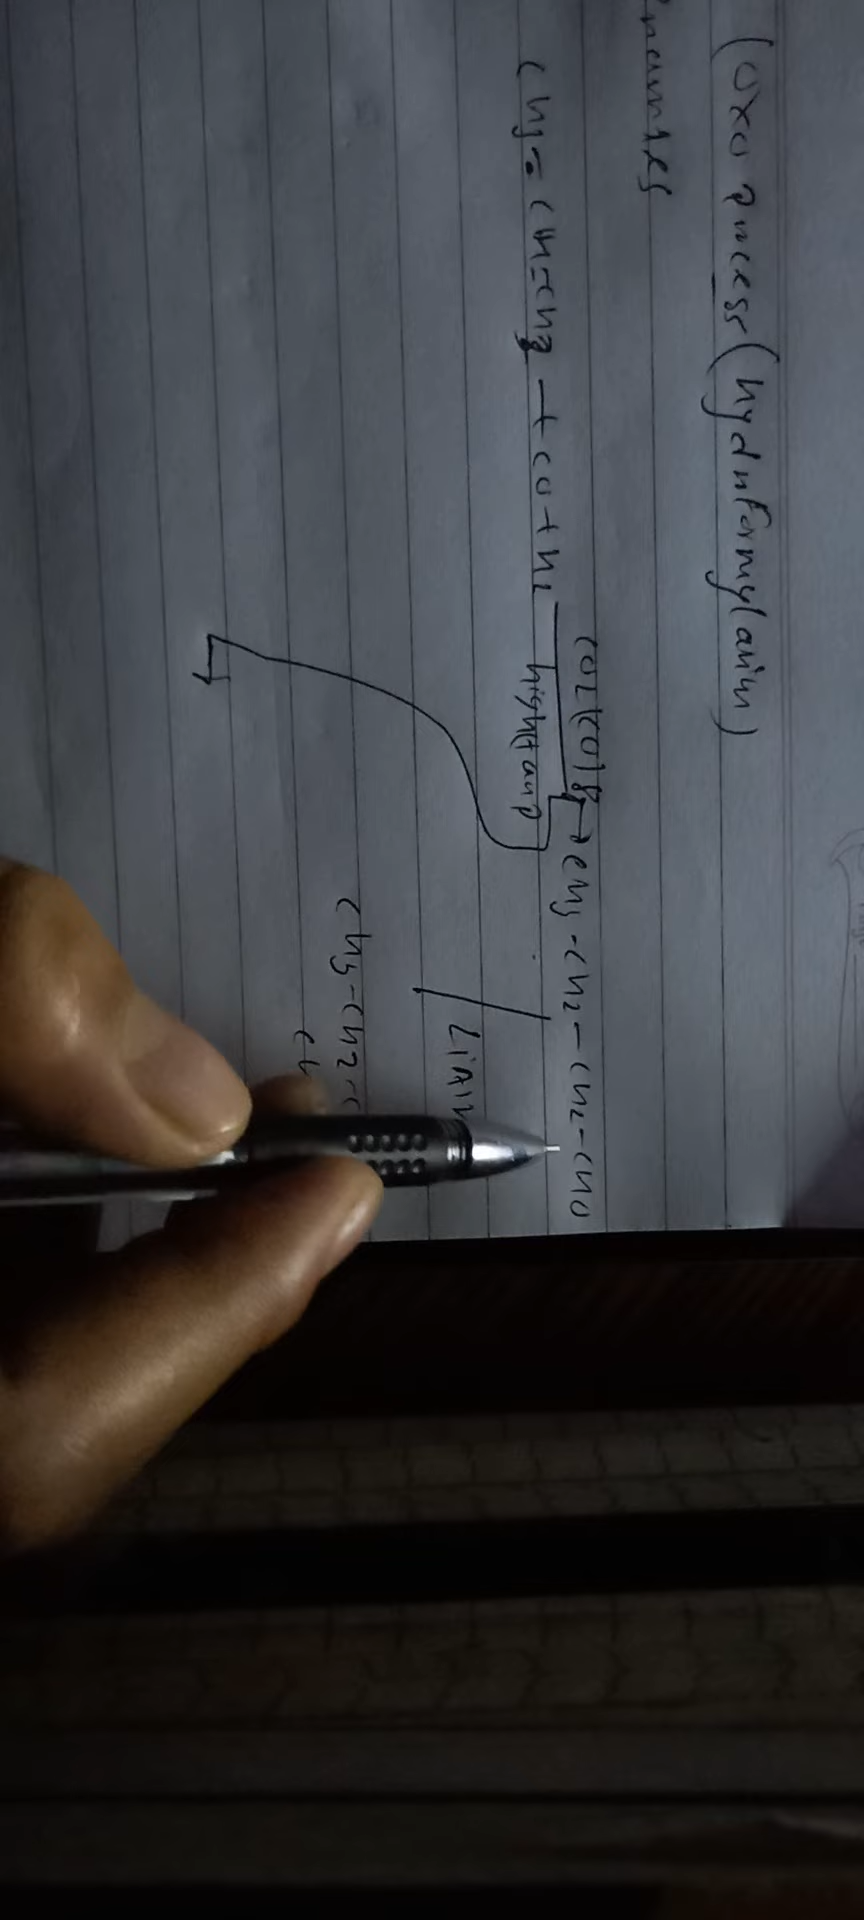 (oxo process (hydroformylation)
CH3=CH=CH2 + CO + H2
CO2(CO)8
high t an p
→ CH3-CH2-CH2-CHO
LiAlH
CH3-CH2-C